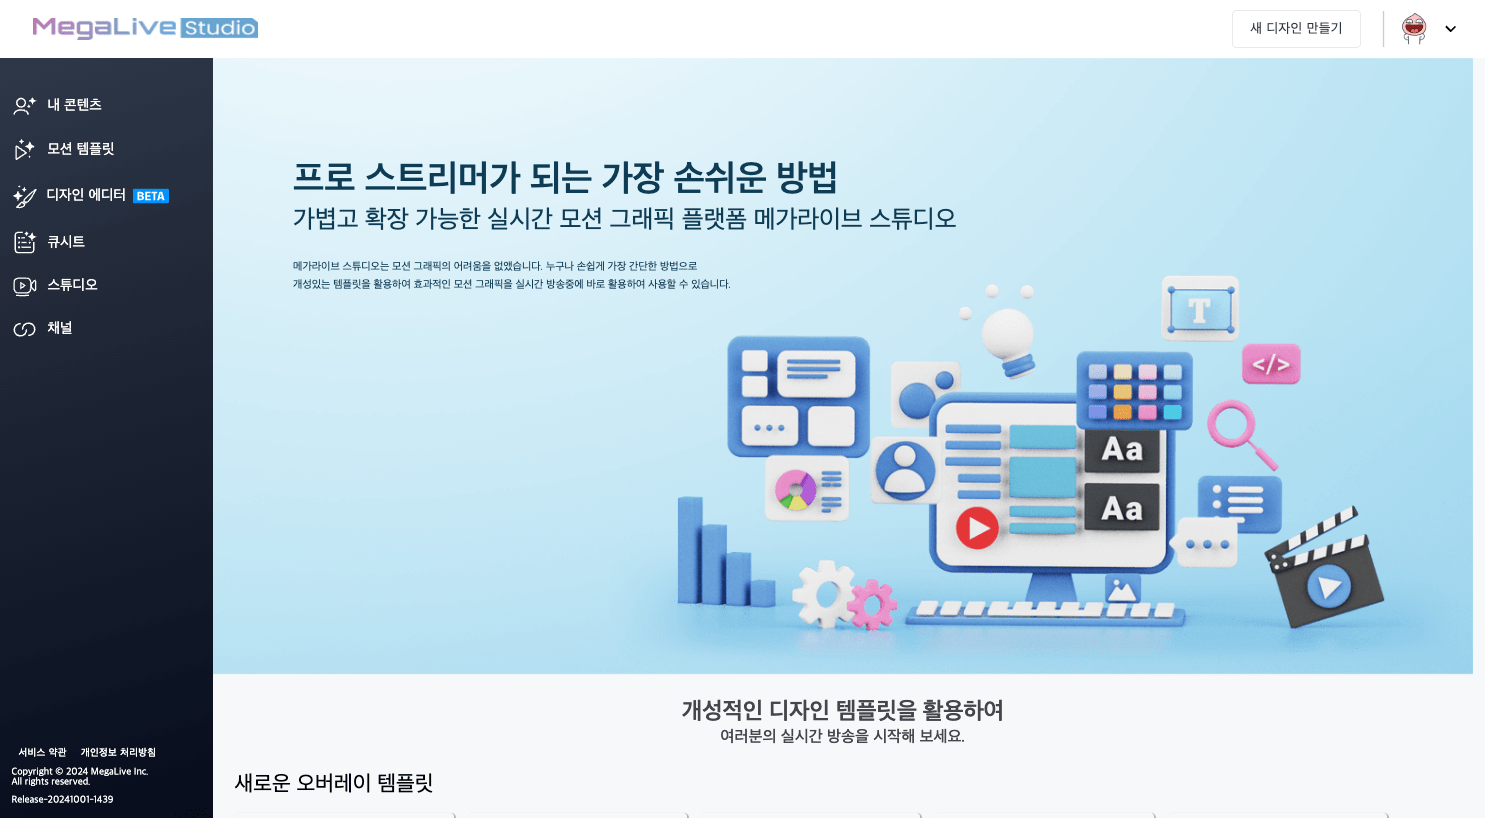 MegaLive Studio
새 디자인 만들기
내 콘텐츠
모션 템플릿
디자인 에디터 BETA
큐시트
스튜디오
채널
프로 스트리머가 되는 가장 손쉬운 방법
가볍고 확장 가능한 실시간 모션 그래픽 플랫폼 메가라이브 스튜디오
메가라이브 스튜디오는 모션 그래픽의 어려움을 없앴습니다. 누구나 손쉽게 가장 간단한 방법으로
개성있는 템플릿을 활용하여 효과적인 모션 그래픽을 실시간 방송중에 바로 활용하여 사용할 수 있습니다.
T
</>
Aa
Aa
개성적인 디자인 템플릿을 활용하여
여러분의 실시간 방송을 시작해 보세요.
새로운 오버레이 템플릿
서비스 약관 개인정보 처리방침
Copyright © 2024 MegaLive Inc.
All rights reserved.
Release-20241001-1439